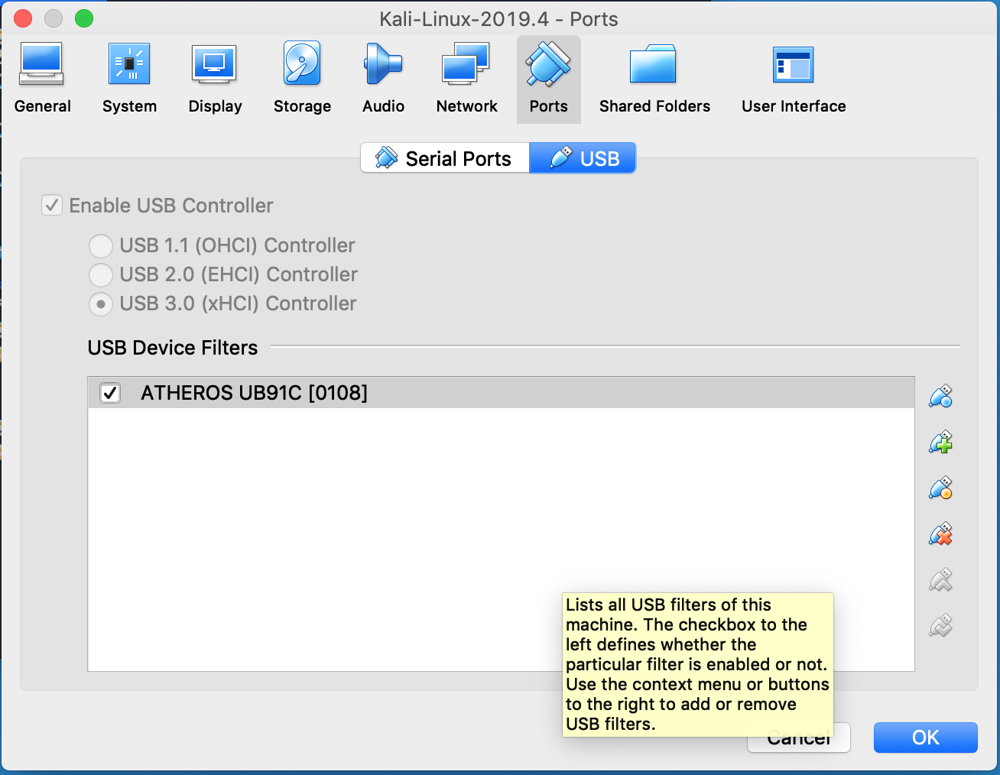 Kali-Linux-2019.4 - Ports
General
System
Display
Storage
Audio
Network
Ports
Shared Folders
User Interface
Serial Ports
USB
Enable USB Controller
USB 1.1 (OHCI) Controller
USB 2.0 (EHCI) Controller
USB 3.0 (xHCI) Controller
USB Device Filters
ATHEROS UB91C [0108]
Lists all USB filters of this
machine. The checkbox to the
left defines whether the
particular filter is enabled or not.
Use the context menu or buttons
to the right to add or remove
USB filters.
Cancel
OK